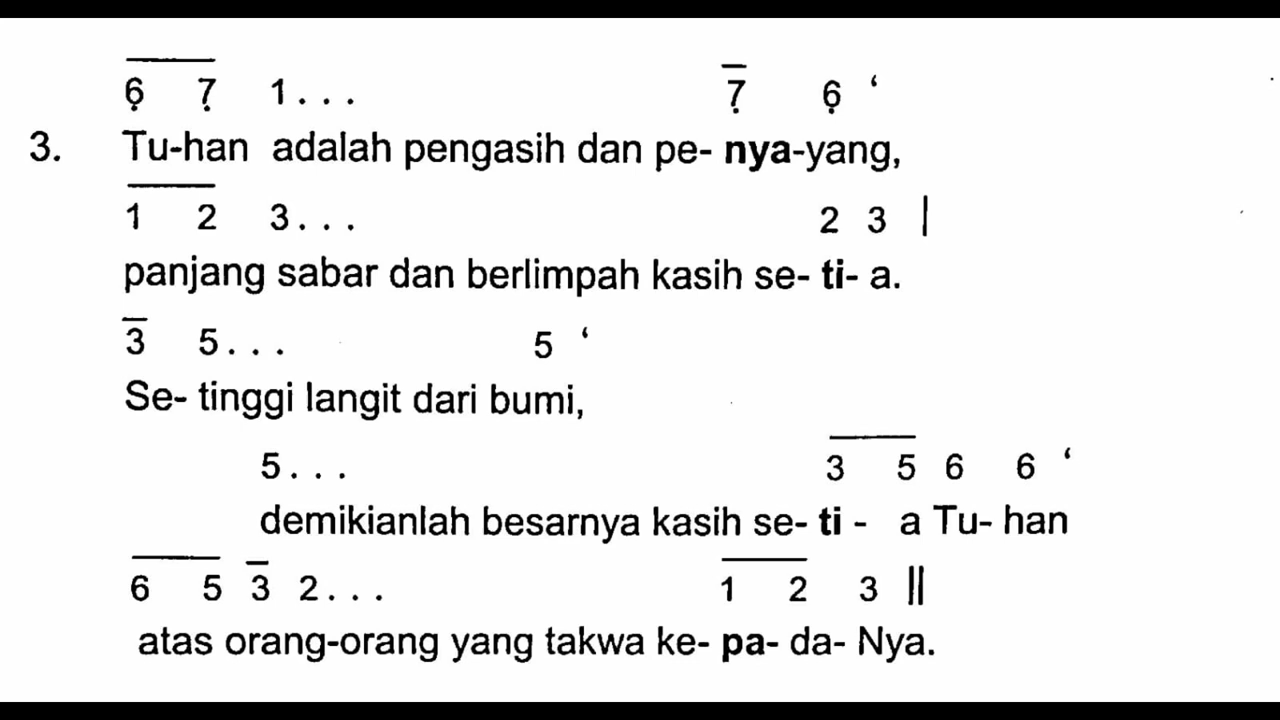 6̣ 7̣ 1... 7̣ 6̣ ‘
3. Tu-han adalah pengasih dan pe- nya-yang,
1 2 3... 2 3 |
panjang sabar dan berlimpah kasih se- ti- a.
3 5... 5 ‘
Se- tinggi langit dari bumi,
5... 3 5 6 6 ‘
demikianlah besarnya kasih se- ti - a Tu- han
6 5 3 2... 1 2 3 ||
atas orang-orang yang takwa ke- pa- da- Nya.